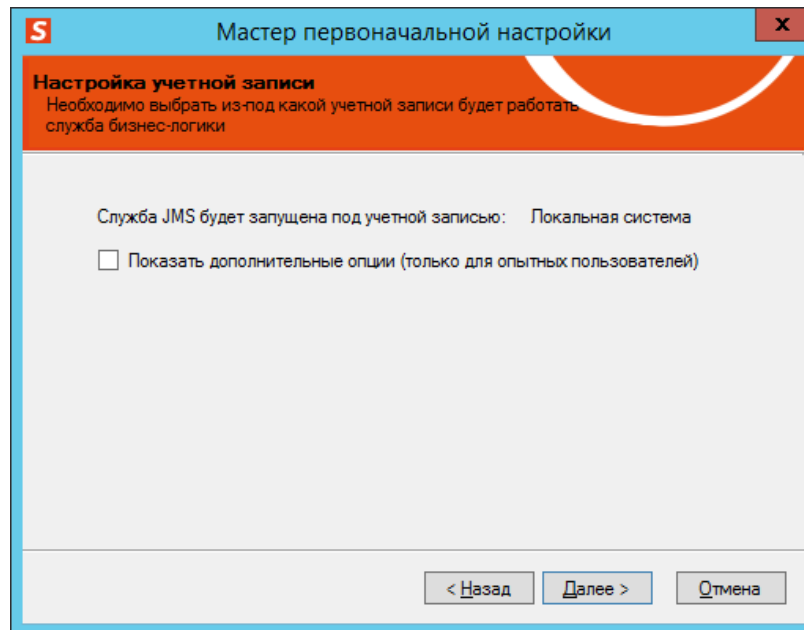 S
Мастер первоначальной настройки
x
Настройка учетной записи
Необходимо выбрать из-под какой учетной записи будет работать
служба бизнес-логики
Служба JMS будет запущена под учетной записью: Локальная система
Показать дополнительные опции (только для опытных пользователей)
< Назад Далее > Отмена